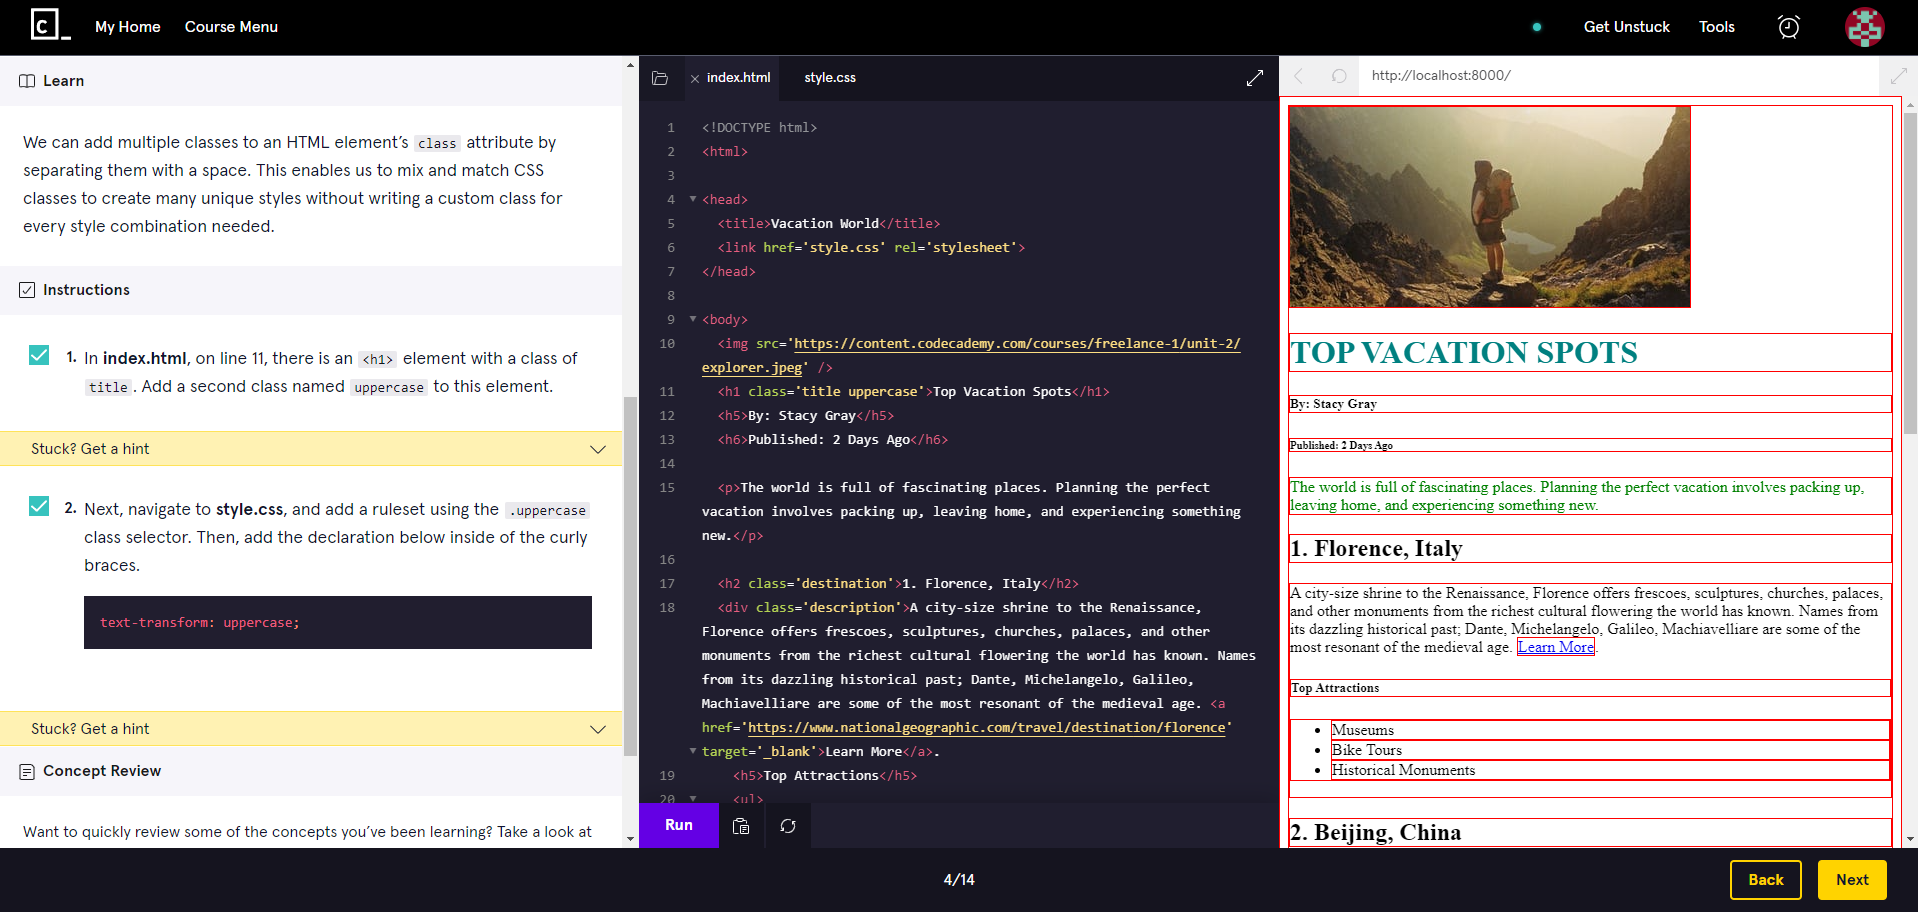 c_
My Home
Course Menu
Get Unstuck
Tools
Learn
We can add multiple classes to an HTML element’s class attribute by
separating them with a space. This enables us to mix and match CSS
classes to create many unique styles without writing a custom class for
every style combination needed.
Instructions
1. In index.html, on line 11, there is an <h1> element with a class of
title. Add a second class named uppercase to this element.
Stuck? Get a hint
2. Next, navigate to style.css, and add a ruleset using the .uppercase
class selector. Then, add the declaration below inside of the curly
braces.
text-transform: uppercase;
Stuck? Get a hint
Concept Review
Want to quickly review some of the concepts you’ve been learning? Take a look at
index.html
style.css
1 <!DOCTYPE html>
2 <html>
3
4 <head>
5 <title>Vacation World</title>
6 <link href='style.css' rel='stylesheet'>
7 </head>
8
9 <body>
10 <img src='https://content.codecademy.com/courses/freelance-1/unit-2/
explorer.jpeg' />
11 <h1 class='title uppercase'>Top Vacation Spots</h1>
12 <h5>By: Stacy Gray</h5>
13 <h6>Published: 2 Days Ago</h6>
14
15 <p>The world is full of fascinating places. Planning the perfect
vacation involves packing up, leaving home, and experiencing something
new.</p>
16
17 <h2 class='destination'>1. Florence, Italy</h2>
18 <div class='description'>A city-size shrine to the Renaissance,
Florence offers frescoes, sculptures, churches, palaces, and other
monuments from the richest cultural flowering the world has known. Names
from its dazzling historical past; Dante, Michelangelo, Galileo,
Machiavelliare are some of the most resonant of the medieval age. <a
href='https://www.nationalgeographic.com/travel/destination/florence'
target='_blank'>Learn More</a>.
19 <h5>Top Attractions</h5>
20 <ul>
Run
http://localhost:8000/
TOP VACATION SPOTS
By: Stacy Gray
Published: 2 Days Ago
The world is full of fascinating places. Planning the perfect vacation involves packing up,
leaving home, and experiencing something new.
1. Florence, Italy
A city-size shrine to the Renaissance, Florence offers frescoes, sculptures, churches, palaces,
and other monuments from the richest cultural flowering the world has known. Names from
its dazzling historical past; Dante, Michelangelo, Galileo, Machiavelliare are some of the
most resonant of the medieval age. Learn More.
Top Attractions
Museums
Bike Tours
Historical Monuments
2. Beijing, China
4/14
Back
Next